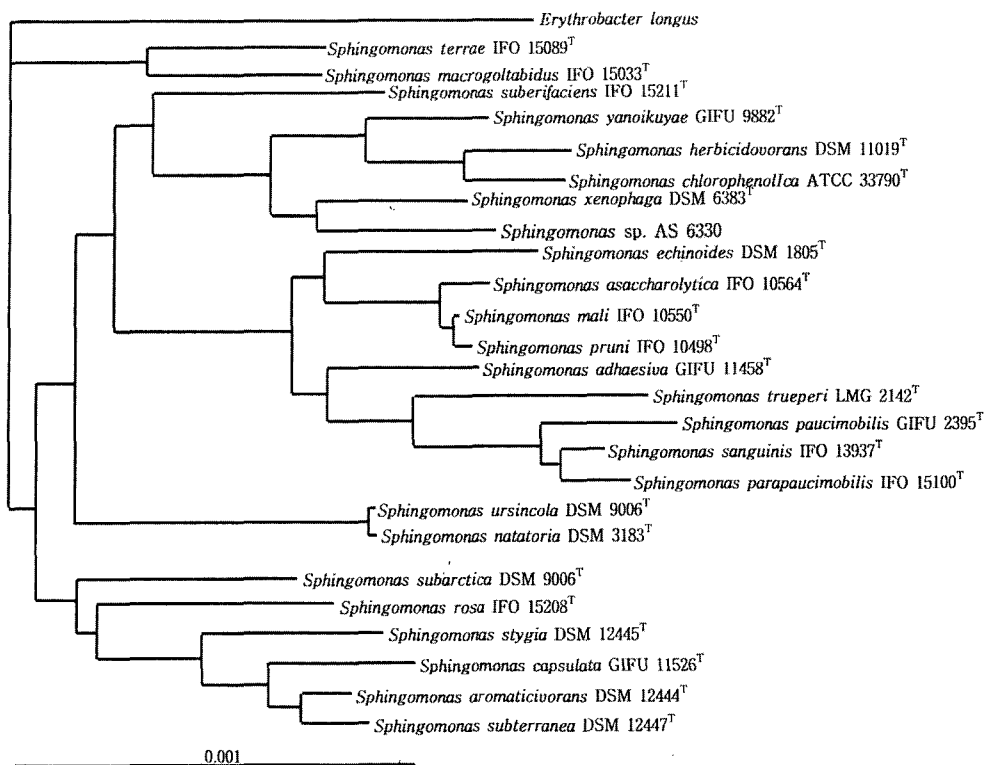 Erythrobacter longus
Sphingomonas terrae IFO 15089T
Sphingomonas macrogoltabidus IFO 15033T
Sphingomonas suberifaciens IFO 15211T
Sphingomonas yanoikuyae GIFU 9882T
Sphingomonas herbicidovorans DSM 11019T
Sphingomonas chlorophenolIca ATCC 33790T
Sphingomonas xenophaga DSM 6383T
Sphingomonas sp. AS 6330
Sphingomonas echinoides DSM 1805T
Sphingomonas asaccharolytica IFO 10564T
Sphingomonas mali IFO 10550T
Sphingomonas pruni IFO 10498T
Sphingomonas adhaesiva GIFU 11458T
Sphingomonas trueperi LMG 2142T
Sphingomonas paucimobilis GIFU 2395T
Sphingomonas sanguinis IFO 13937T
Sphingomonas parapaucimobilis IFO 15100T
Sphingomonas ursincola DSM 9006T
Sphingomonas natatoria DSM 3183T
Sphingomonas subarctica DSM 9006T
Sphingomonas rosa IFO 15208T
Sphingomonas stygia DSM 12445T
Sphingomonas capsulata GIFU 11526T
Sphingomonas aromaticivorans DSM 12444T
Sphingomonas subterranea DSM 12447T
0.001